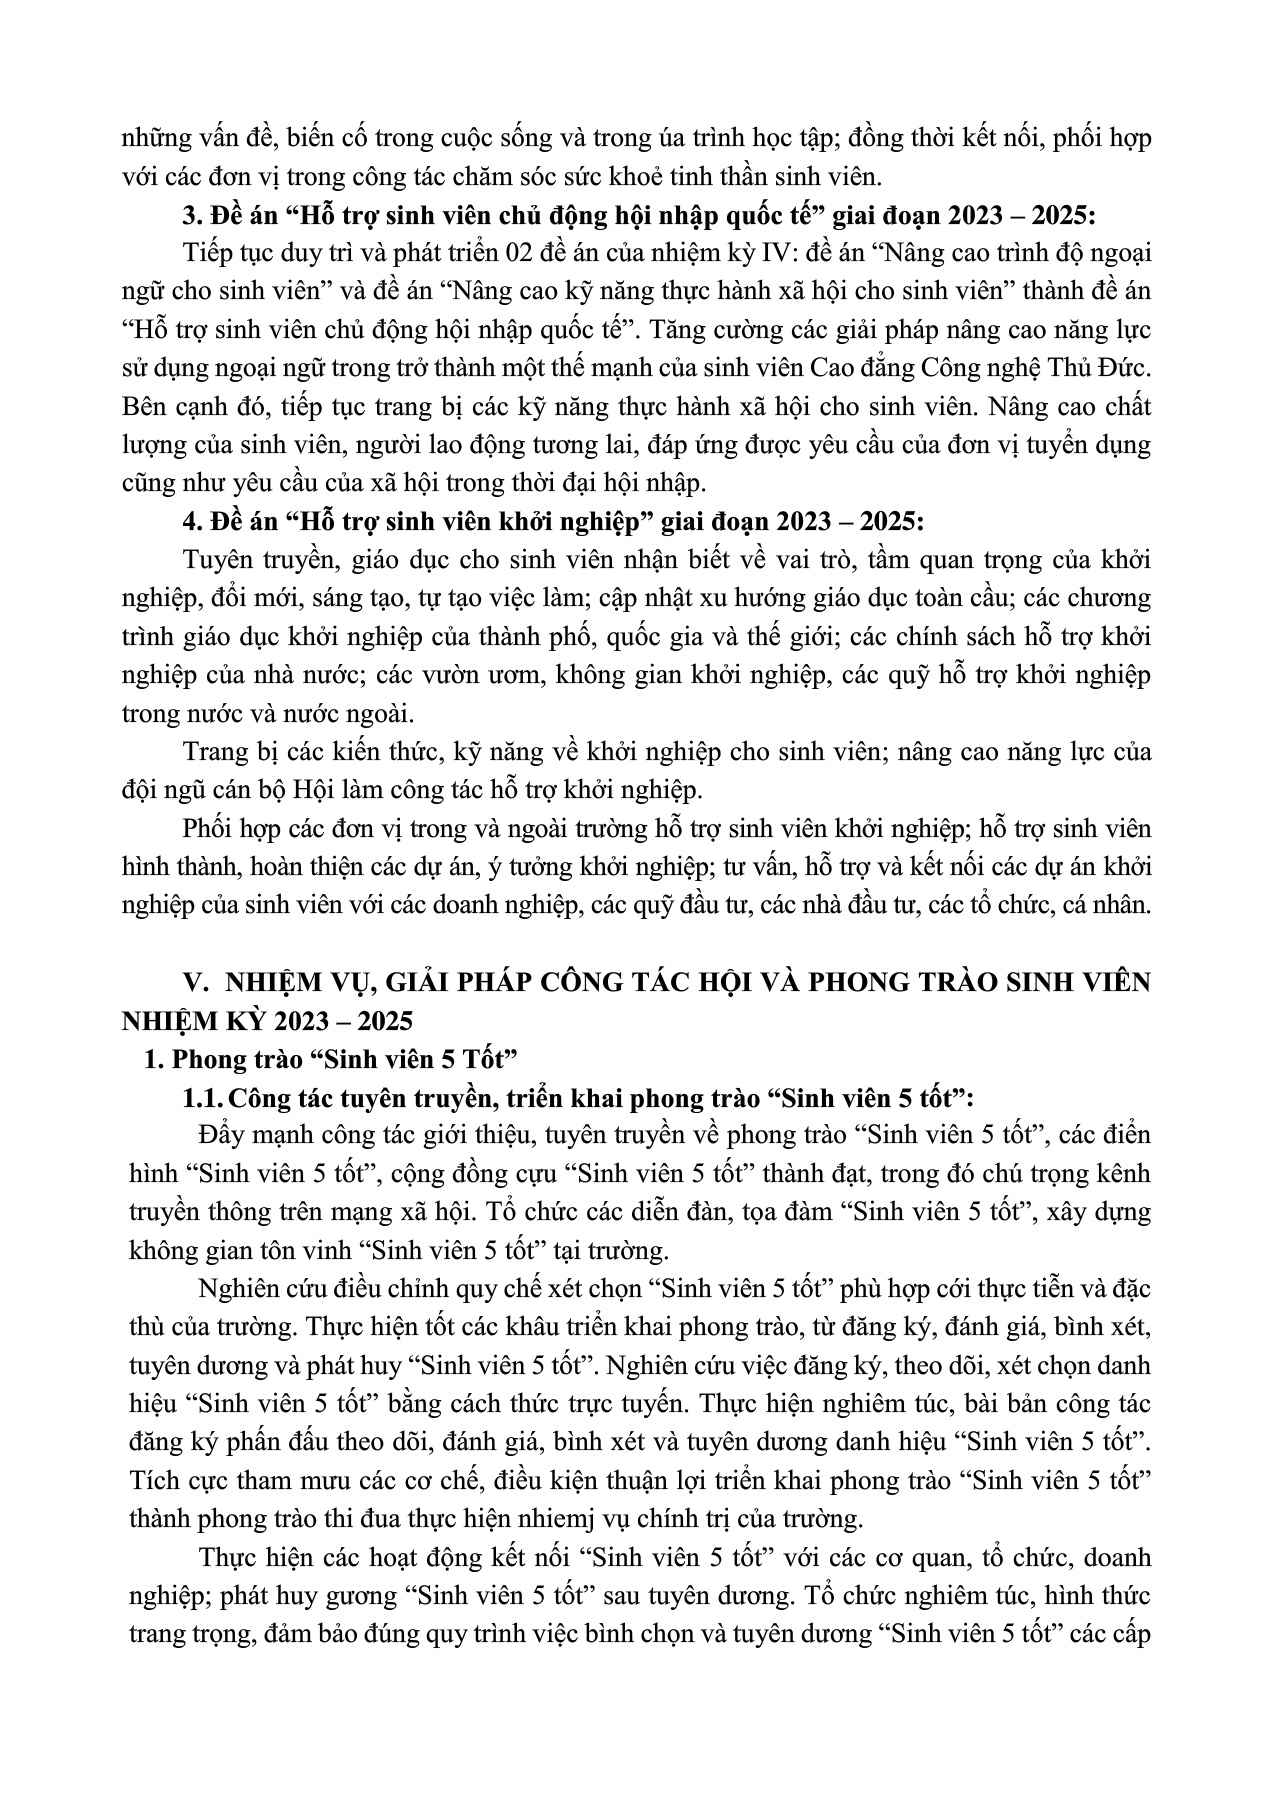 những vấn đề, biến cố trong cuộc sống và trong úa trình học tập; đồng thời kết nối, phối hợp
với các đơn vị trong công tác chăm sóc sức khoẻ tinh thần sinh viên.
3. Đề án “Hỗ trợ sinh viên chủ động hội nhập quốc tế” giai đoạn 2023 – 2025:
Tiếp tục duy trì và phát triển 02 đề án của nhiệm kỳ IV: đề án “Nâng cao trình độ ngoại
ngữ cho sinh viên” và đề án “Nâng cao kỹ năng thực hành xã hội cho sinh viên” thành đề án
“Hỗ trợ sinh viên chủ động hội nhập quốc tế”. Tăng cường các giải pháp nâng cao năng lực
sử dụng ngoại ngữ trong trở thành một thế mạnh của sinh viên Cao đẳng Công nghệ Thủ Đức.
Bên cạnh đó, tiếp tục trang bị các kỹ năng thực hành xã hội cho sinh viên. Nâng cao chất
lượng của sinh viên, người lao động tương lai, đáp ứng được yêu cầu của đơn vị tuyển dụng
cũng như yêu cầu của xã hội trong thời đại hội nhập.
4. Đề án “Hỗ trợ sinh viên khởi nghiệp” giai đoạn 2023 – 2025:
Tuyên truyền, giáo dục cho sinh viên nhận biết về vai trò, tầm quan trọng của khởi
nghiệp, đổi mới, sáng tạo, tự tạo việc làm; cập nhật xu hướng giáo dục toàn cầu; các chương
trình giáo dục khởi nghiệp của thành phố, quốc gia và thế giới; các chính sách hỗ trợ khởi
nghiệp của nhà nước; các vườn ươm, không gian khởi nghiệp, các quỹ hỗ trợ khởi nghiệp
trong nước và nước ngoài.
Trang bị các kiến thức, kỹ năng về khởi nghiệp cho sinh viên; nâng cao năng lực của
đội ngũ cán bộ Hội làm công tác hỗ trợ khởi nghiệp.
Phối hợp các đơn vị trong và ngoài trường hỗ trợ sinh viên khởi nghiệp; hỗ trợ sinh viên
hình thành, hoàn thiện các dự án, ý tưởng khởi nghiệp; tư vấn, hỗ trợ và kết nối các dự án khởi
nghiệp của sinh viên với các doanh nghiệp, các quỹ đầu tư, các nhà đầu tư, các tổ chức, cá nhân.
V. NHIỆM VỤ, GIẢI PHÁP CÔNG TÁC HỘI VÀ PHONG TRÀO SINH VIÊN
NHIỆM KỲ 2023 – 2025
1. Phong trào “Sinh viên 5 Tốt”
1.1. Công tác tuyên truyền, triển khai phong trào “Sinh viên 5 tốt”:
Đẩy mạnh công tác giới thiệu, tuyên truyền về phong trào “Sinh viên 5 tốt”, các điển
hình “Sinh viên 5 tốt”, cộng đồng cựu “Sinh viên 5 tốt” thành đạt, trong đó chú trọng kênh
truyền thông trên mạng xã hội. Tổ chức các diễn đàn, tọa đàm “Sinh viên 5 tốt”, xây dựng
không gian tôn vinh “Sinh viên 5 tốt” tại trường.
Nghiên cứu điều chỉnh quy chế xét chọn “Sinh viên 5 tốt” phù hợp cới thực tiễn và đặc
thù của trường. Thực hiện tốt các khâu triển khai phong trào, từ đăng ký, đánh giá, bình xét,
tuyên dương và phát huy “Sinh viên 5 tốt”. Nghiên cứu việc đăng ký, theo dõi, xét chọn danh
hiệu “Sinh viên 5 tốt” bằng cách thức trực tuyến. Thực hiện nghiêm túc, bài bản công tác
đăng ký phấn đấu theo dõi, đánh giá, bình xét và tuyên dương danh hiệu “Sinh viên 5 tốt”.
Tích cực tham mưu các cơ chế, điều kiện thuận lợi triển khai phong trào “Sinh viên 5 tốt”
thành phong trào thi đua thực hiện nhiemj vụ chính trị của trường.
Thực hiện các hoạt động kết nối “Sinh viên 5 tốt” với các cơ quan, tổ chức, doanh
nghiệp; phát huy gương “Sinh viên 5 tốt” sau tuyên dương. Tổ chức nghiêm túc, hình thức
trang trọng, đảm bảo đúng quy trình việc bình chọn và tuyên dương “Sinh viên 5 tốt” các cấp